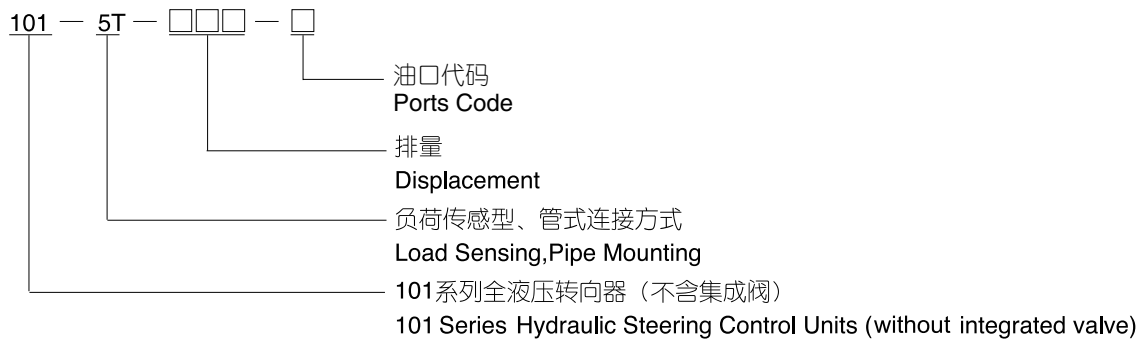 101 — 5T — □□□ — □
油口代码
Ports Code
排量
Displacement
负荷传感型、管式连接方式
Load Sensing,Pipe Mounting
101系列全液压转向器（不含集成阀）
101 Series Hydraulic Steering Control Units (without integrated valve)